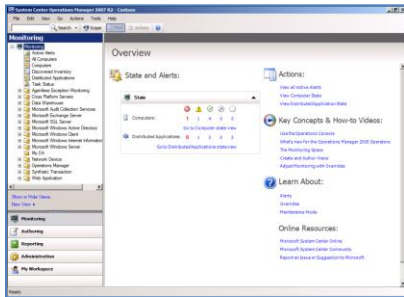 System Center Operations Manager 2007 R2 - Contoso
File Edit View Go Actions Tools Help
Search Scope Find Actions
Monitoring
Monitoring
Active Alerts
All Computers
Computers
Discovered Inventory
Distributed Applications
Task Status
Agentless Exception Monitoring
Cross Platform Servers
Data Warehouse
Microsoft Audit Collection Services
Microsoft Exchange Server
Microsoft SQL Server
Microsoft Windows Active Directory
Microsoft Windows Client
Microsoft Windows Internet Information
Microsoft Windows Server
Network Device
Operations Manager
Synthetic Transaction
Web Application
Show or Hide Views...
New View
Monitoring
Authoring
Reporting
Administration
My Workspace
Ready
Overview
State and Alerts:
State
Computers:
Go to Computer state view
Distributed Applications:
Go to Distributed Applications state view
Actions:
View all Active Alerts
View Computer State
View Distributed Application State
Key Concepts & How-to Videos:
Use the Operations Console
What's new for the Operations Manager 2005 Operators
The Monitoring Space
Create and Author Views
Adjust Monitoring with Overrides
Learn About:
Alerts
Overrides
Maintenance Mode
Online Resources:
Microsoft System Center Online
Microsoft System Center Community
Report an Issue or Suggestion to Microsoft